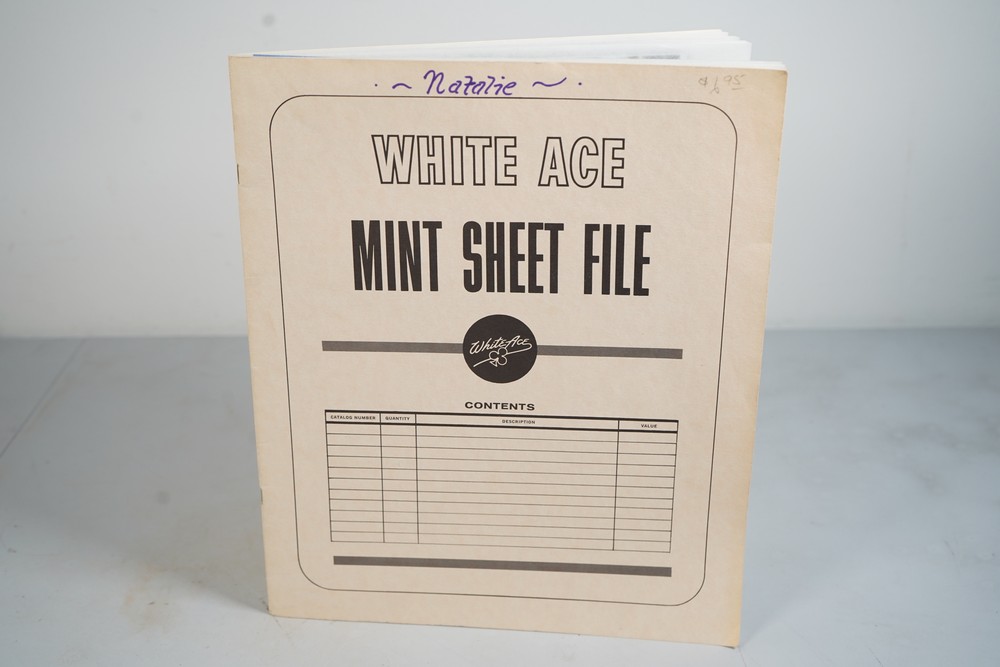 · ~ Natalie ~ ·
WHITE ACE
MINT SHEET FILE
White Ace
CONTENTS
CATALOG NUMBER QUANTITY DESCRIPTION VALUE